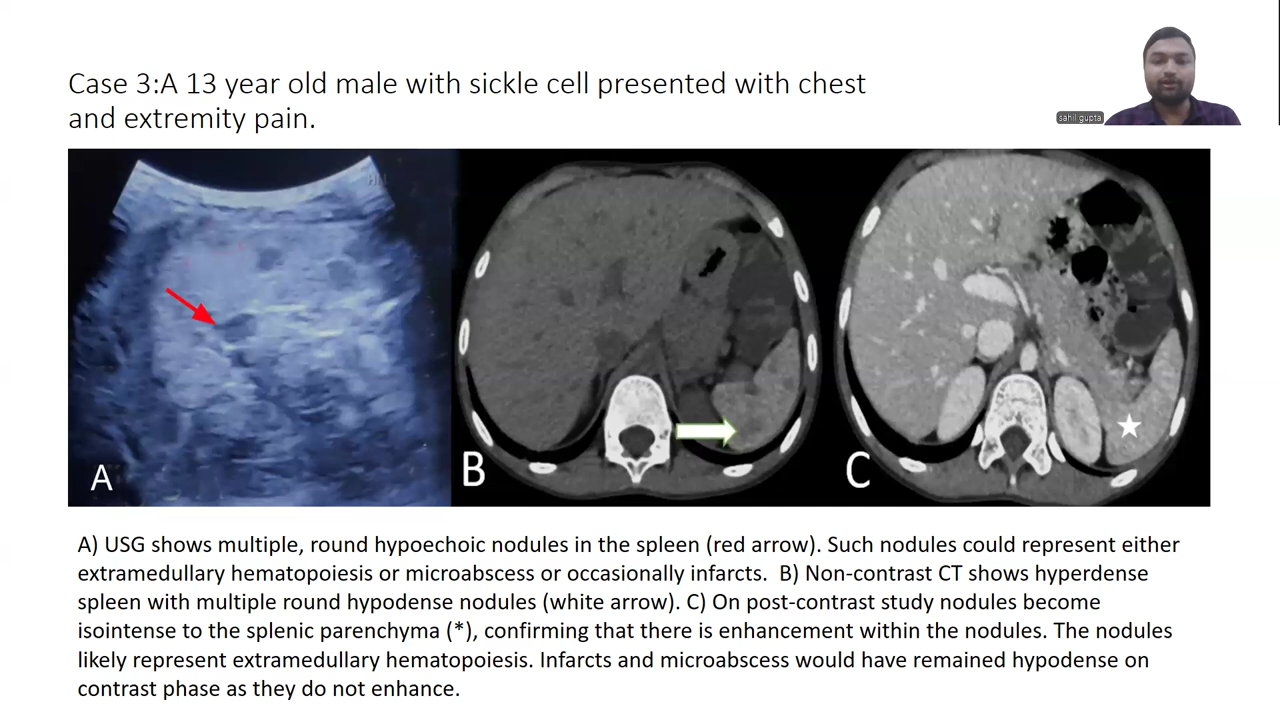 Case 3:A 13 year old male with sickle cell presented with chest
and extremity pain.
sahil gupta
HN
A
B
C
A) USG shows multiple, round hypoechoic nodules in the spleen (red arrow). Such nodules could represent either
extramedullary hematopoiesis or microabscess or occasionally infarcts.  B) Non-contrast CT shows hyperdense
spleen with multiple round hypodense nodules (white arrow). C) On post-contrast study nodules become
isointense to the splenic parenchyma (*), confirming that there is enhancement within the nodules. The nodules
likely represent extramedullary hematopoiesis. Infarcts and microabscess would have remained hypodense on
contrast phase as they do not enhance.